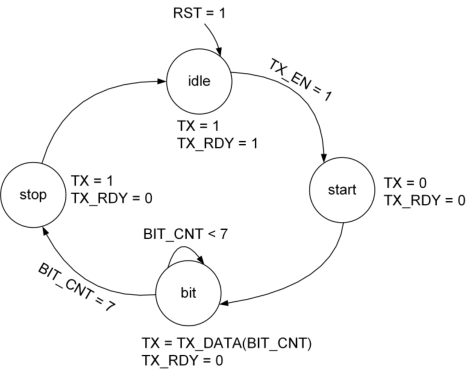 RST = 1
idle
TX_EN = 1
TX = 1
TX_RDY = 1
start
TX = 0
TX_RDY = 0
stop
TX = 1
TX_RDY = 0
BIT_CNT < 7
bit
BIT_CNT = 7
TX = TX_DATA(BIT_CNT)
TX_RDY = 0